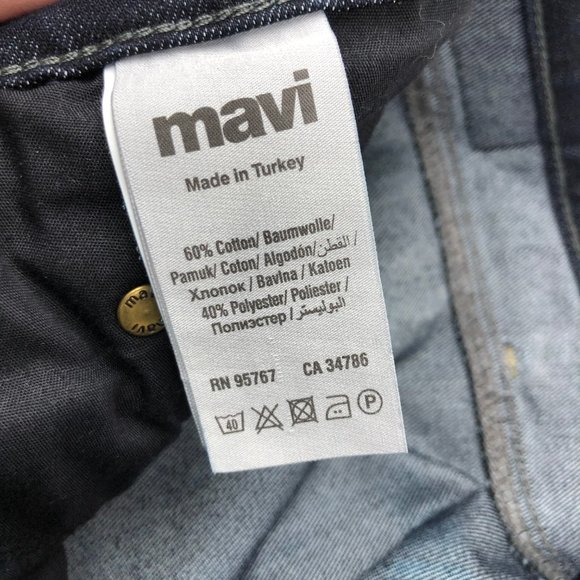 mavi
Made in Turkey
60% Cotton/ Baumwolle/
Pamuk/ Coton/ Algodón/ القطن/
Хлопок / Bavlna / Katoen
40% Polyester/ Poliester /
Полиэстер / البوليستر/
RN 95767 CA 34786
40 P